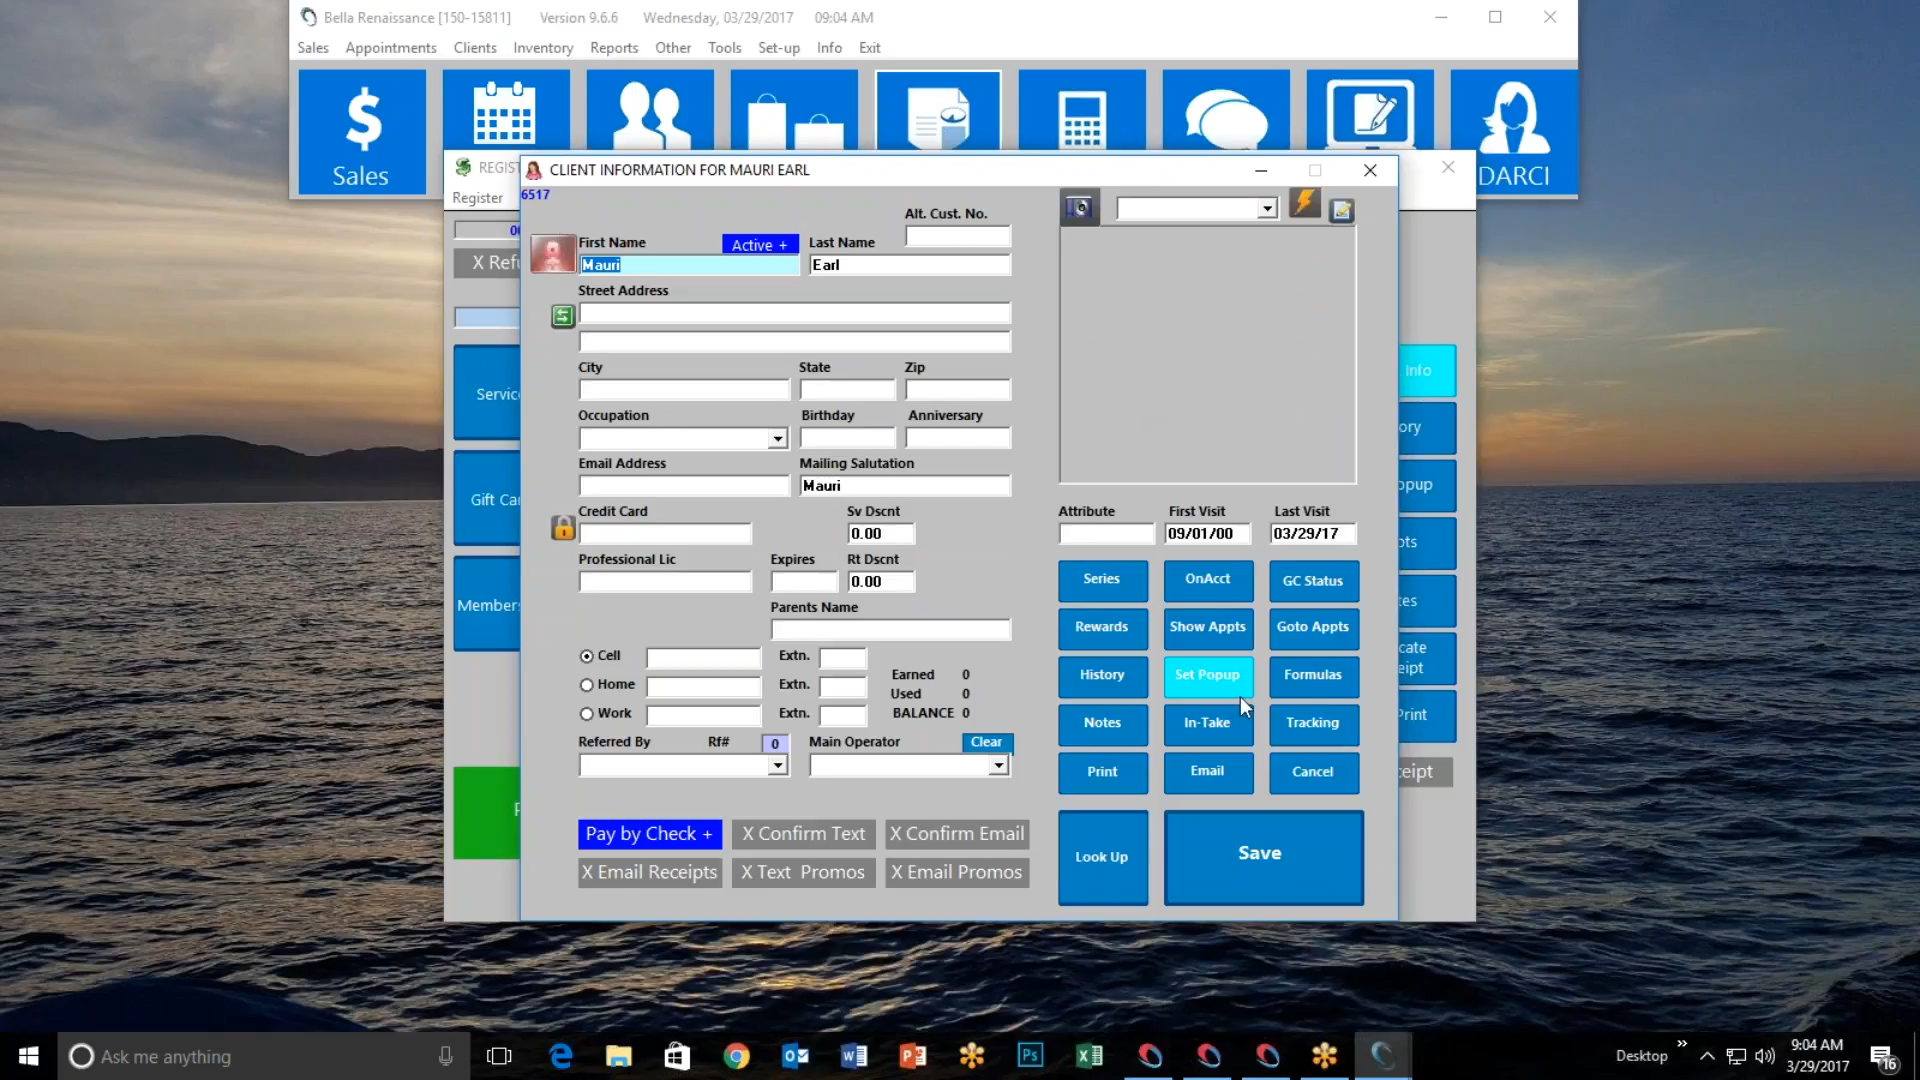 Bella Renaissance [150-15811] Version 9.6.6 Wednesday, 03/29/2017 09:04 AM
Sales Appointments Clients Inventory Reports Other Tools Set-up Info Exit
Sales
DARCI
REGIST
CLIENT INFORMATION FOR MAURI EARL
Register
6517
Alt. Cust. No.
First Name
Active +
Last Name
Mauri
Earl
X Refu
Street Address
City State Zip
Occupation Birthday Anniversary
Email Address Mailing Salutation
Mauri
Credit Card Sv Dscnt
0.00
Professional Lic Expires Rt Dscnt
0.00
Parents Name
Cell Extn.
Home Extn.
Work Extn.
Earned 0
Used 0
BALANCE 0
Referred By Rf# 0 Main Operator Clear
Pay by Check + X Confirm Text X Confirm Email
X Email Receipts X Text Promos X Email Promos
Attribute First Visit Last Visit
09/01/00 03/29/17
Series OnAcct GC Status
Rewards Show Appts Goto Appts
History Set Popup Formulas
Notes In-Take Tracking
Print Email Cancel
Look Up Save
Servic
Gift Ca
Member
Info
ory
opup
ots
tes
cate
eipt
Print
eipt
Ask me anything
Desktop
9:04 AM
3/29/2017
16